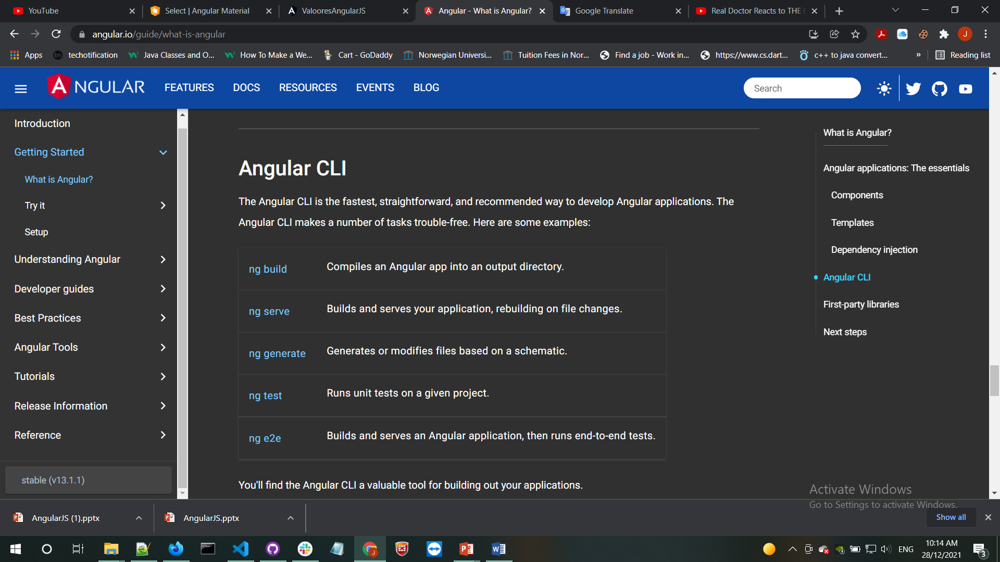 YouTube
Select | Angular Material
ValooresAngularJS
Angular - What is Angular?
Google Translate
Real Doctor Reacts to THE
angular.io/guide/what-is-angular
J
Apps
techotification
Java Classes and O...
How To Make a We...
Cart - GoDaddy
Norwegian Universi...
Tuition Fees in Nor...
Find a job - Work in...
https://www.cs.dart...
c++ to java convert...
»
Reading list
ANGULAR
FEATURES
DOCS
RESOURCES
EVENTS
BLOG
Search
Introduction
Getting Started
What is Angular?
Try it
Setup
Understanding Angular
Developer guides
Best Practices
Angular Tools
Tutorials
Release Information
Reference
stable (v13.1.1)
Angular CLI
The Angular CLI is the fastest, straightforward, and recommended way to develop Angular applications. The
Angular CLI makes a number of tasks trouble-free. Here are some examples:
ng build Compiles an Angular app into an output directory.
ng serve Builds and serves your application, rebuilding on file changes.
ng generate Generates or modifies files based on a schematic.
ng test Runs unit tests on a given project.
ng e2e Builds and serves an Angular application, then runs end-to-end tests.
You'll find the Angular CLI a valuable tool for building out your applications.
What is Angular?
Angular applications: The essentials
Components
Templates
Dependency injection
Angular CLI
First-party libraries
Next steps
Activate Windows
Go to Settings to activate Windows.
AngularJS (1).pptx
AngularJS.pptx
Show all
ENG
10:14 AM
28/12/2021
3